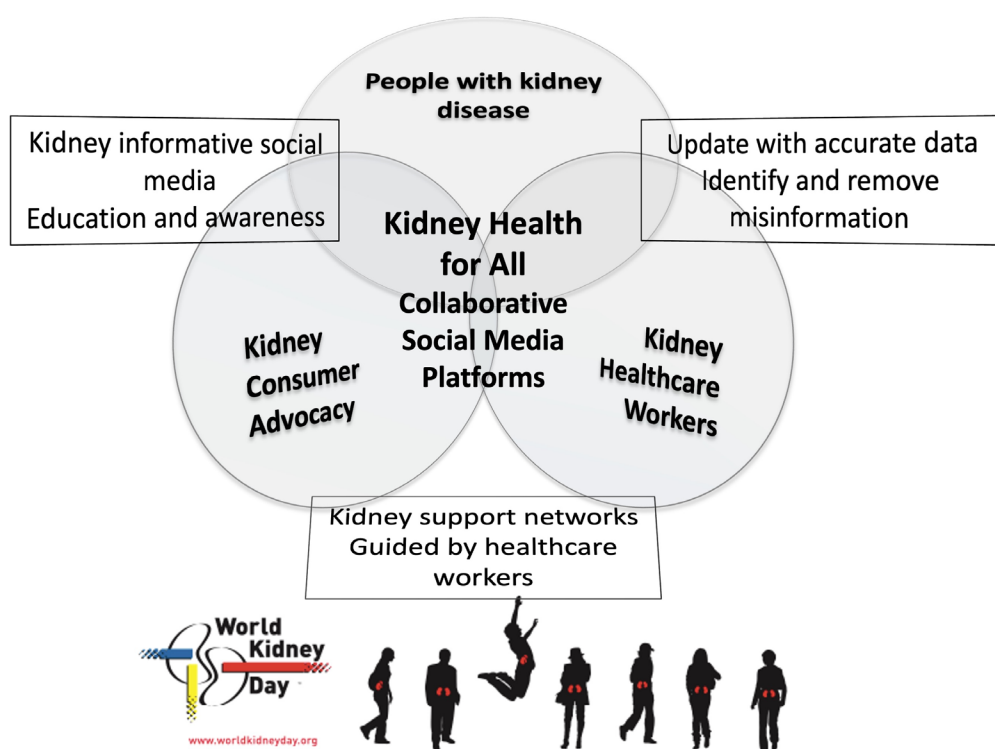 People with kidney
disease
Kidney informative social
media
Education and awareness
Update with accurate data
Identify and remove
misinformation
Kidney Health
for All
Collaborative
Social Media
Platforms
Kidney
Consumer
Advocacy
Kidney
Healthcare
Workers
Kidney support networks
Guided by healthcare
workers
World
Kidney
Day
www.worldkidneyday.org